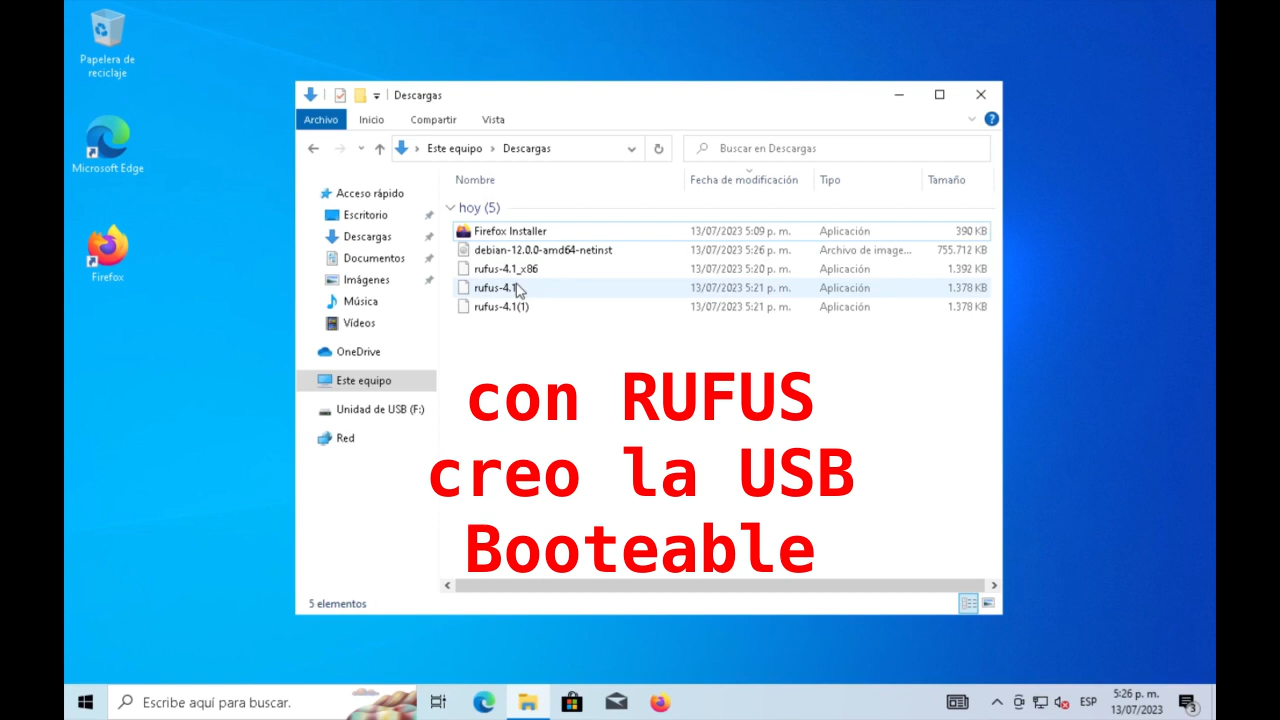 Papelera de
reciclaje
Microsoft Edge
Firefox
Descargas
Archivo Inicio Compartir Vista
Este equipo Descargas
Buscar en Descargas
Nombre Fecha de modificación Tipo Tamaño
hoy (5)
Firefox Installer 13/07/2023 5:09 p. m. Aplicación 390 KB
debian-12.0.0-amd64-netinst 13/07/2023 5:26 p. m. Archivo de image... 755.712 KB
rufus-4.1_x86 13/07/2023 5:20 p. m. Aplicación 1.392 KB
rufus-4.1 13/07/2023 5:21 p. m. Aplicación 1.378 KB
rufus-4.1(1) 13/07/2023 5:21 p. m. Aplicación 1.378 KB
Acceso rápido
Escritorio
Descargas
Documentos
Imágenes
Música
Vídeos
OneDrive
Este equipo
Unidad de USB (F:)
Red
con RUFUS
creo la USB
Booteable
5 elementos
Escribe aquí para buscar.
ESP
5:26 p. m.
13/07/2023
3